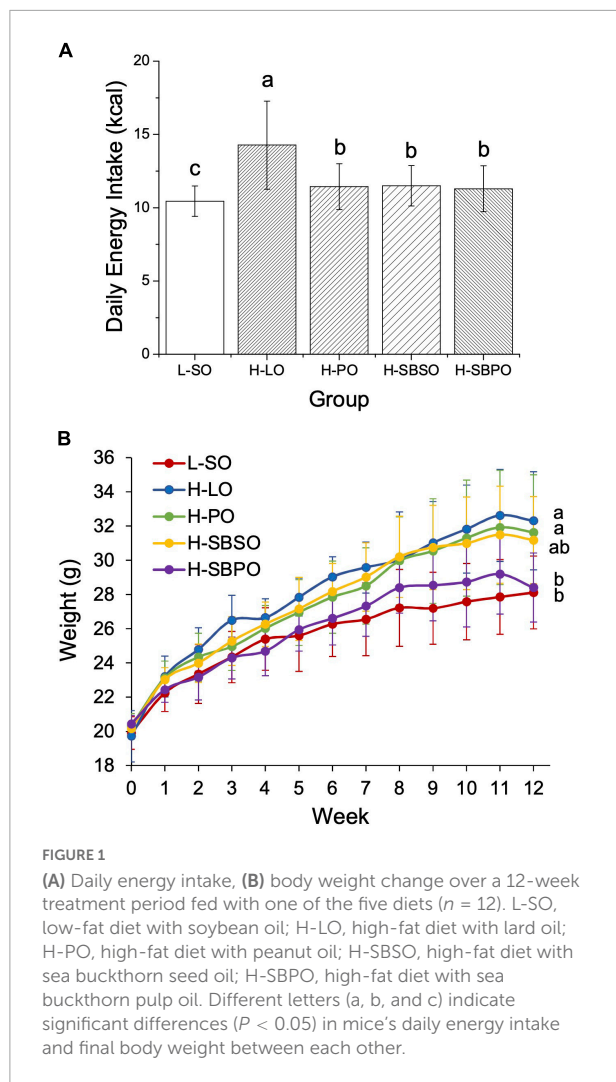 A
Daily Energy Intake (kcal)
20
15
10
5
0
c
a
b
b
b
L-SO H-LO H-PO H-SBSO H-SBPO
Group
B
Weight (g)
36
34
32
30
28
26
24
22
20
18
L-SO
H-LO
H-PO
H-SBSO
H-SBPO
a
a
ab
b
b
0 1 2 3 4 5 6 7 8 9 10 11 12
Week
FIGURE 1
(A) Daily energy intake, (B) body weight change over a 12-week
treatment period fed with one of the five diets (n = 12). L-SO,
low-fat diet with soybean oil; H-LO, high-fat diet with lard oil;
H-PO, high-fat diet with peanut oil; H-SBSO, high-fat diet with
sea buckthorn seed oil; H-SBPO, high-fat diet with sea
buckthorn pulp oil. Different letters (a, b, and c) indicate
significant differences (P < 0.05) in mice's daily energy intake
and final body weight between each other.